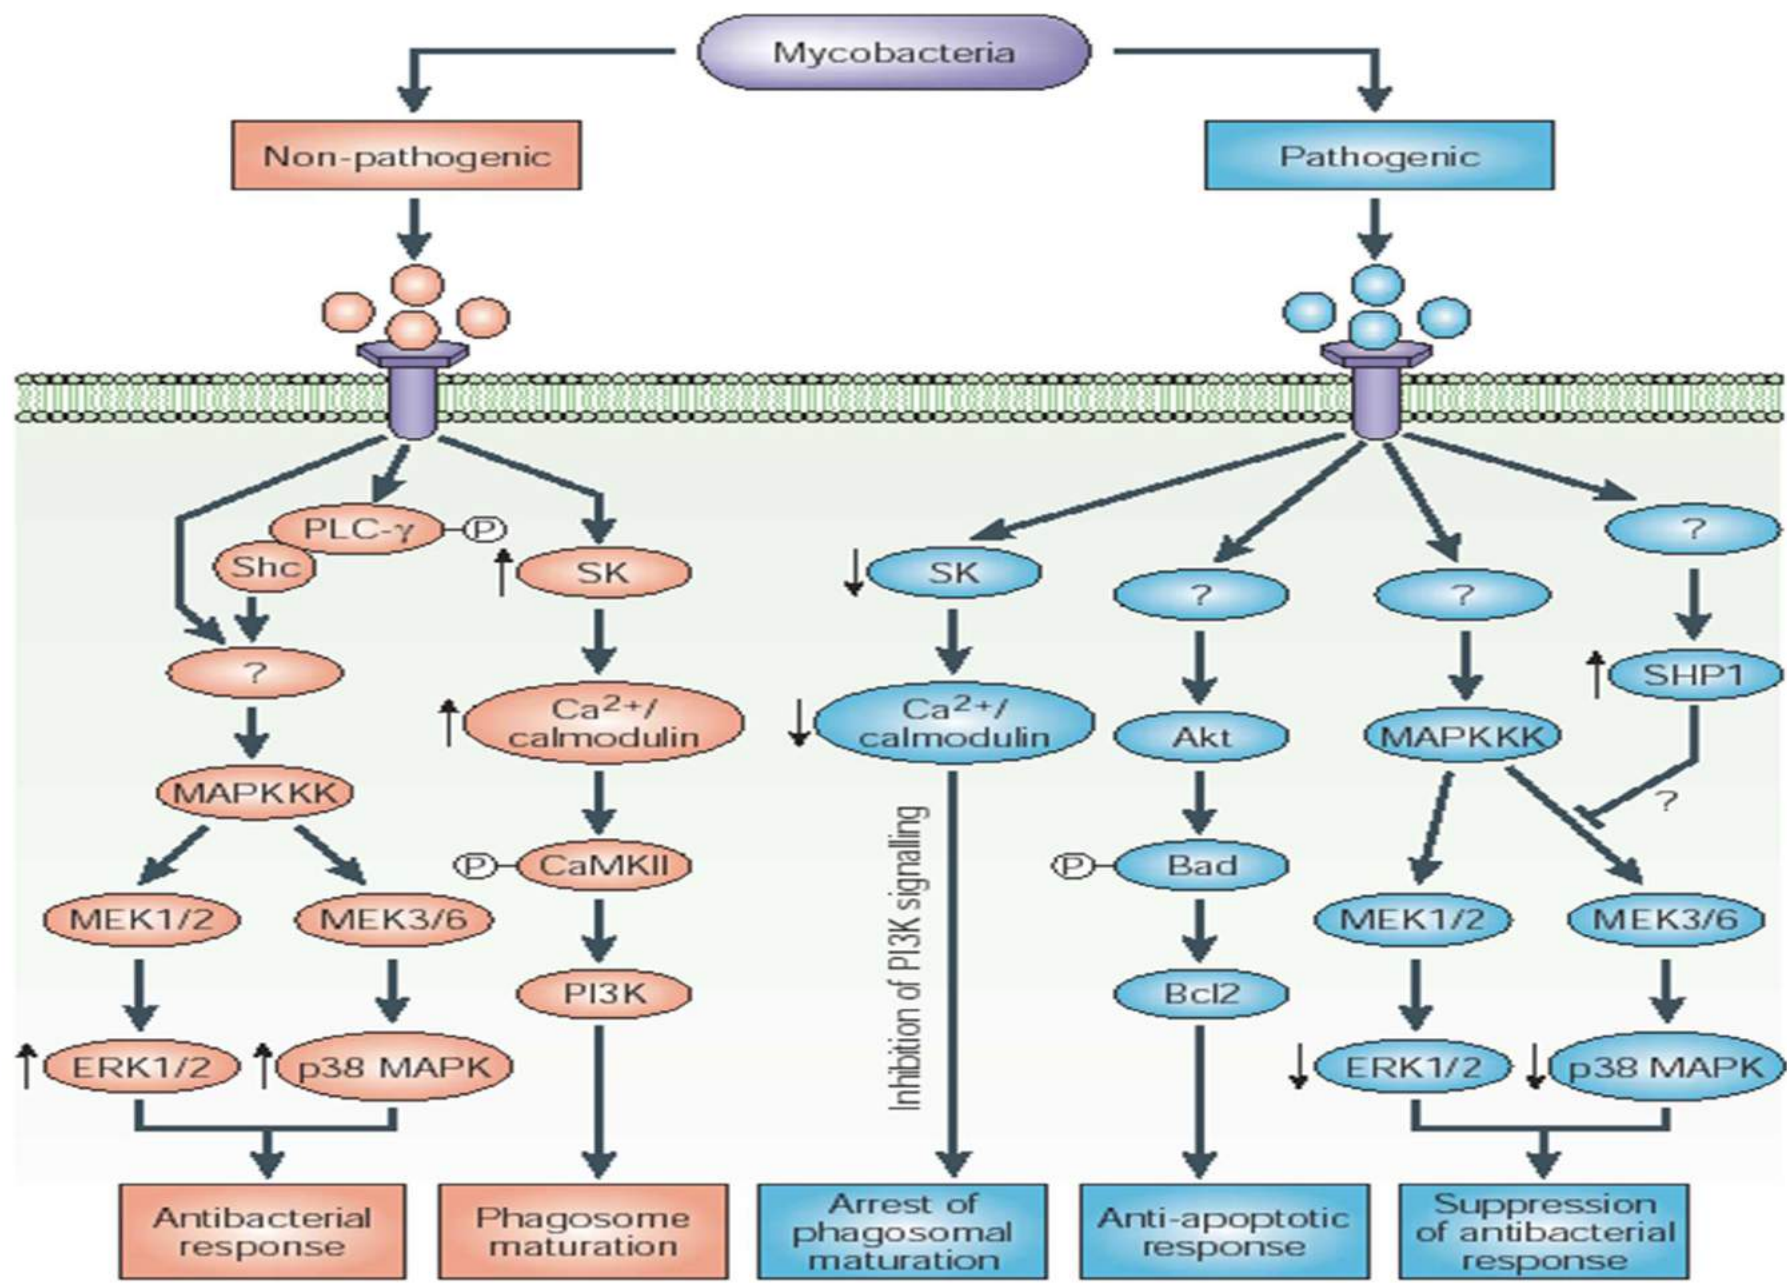 Mycobacteria
Non-pathogenic
Pathogenic
PLC-γ
P
Shc
SK
SK
?
?
?
?
SHP1
Ca2+/
calmodulin
Ca2+/
calmodulin
Akt
MAPKKK
MAPKKK
?
P
CaMKII
P
Bad
MEK1/2
MEK3/6
MEK1/2
MEK3/6
Inhibition of PI3K signalling
PI3K
Bcl2
ERK1/2
p38 MAPK
ERK1/2
p38 MAPK
Antibacterial
response
Phagosome
maturation
Arrest of
phagosomal
maturation
Anti-apoptotic
response
Suppression
of antibacterial
response